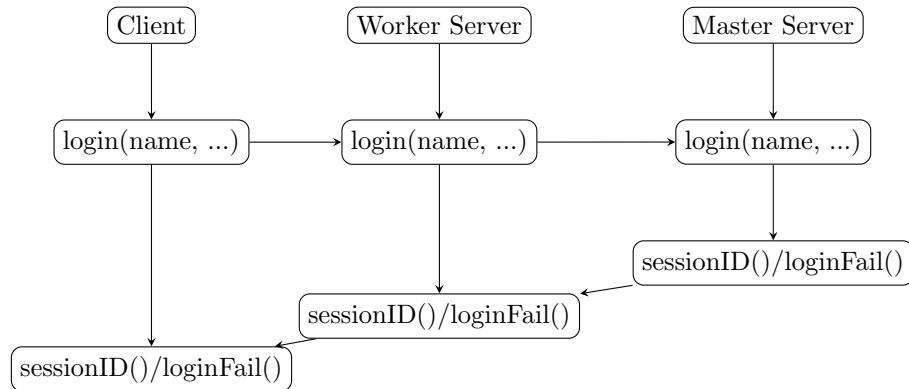 Client
Worker Server
Master Server
login(name, ...)
login(name, ...)
login(name, ...)
sessionID()/loginFail()
sessionID()/loginFail()
sessionID()/loginFail()